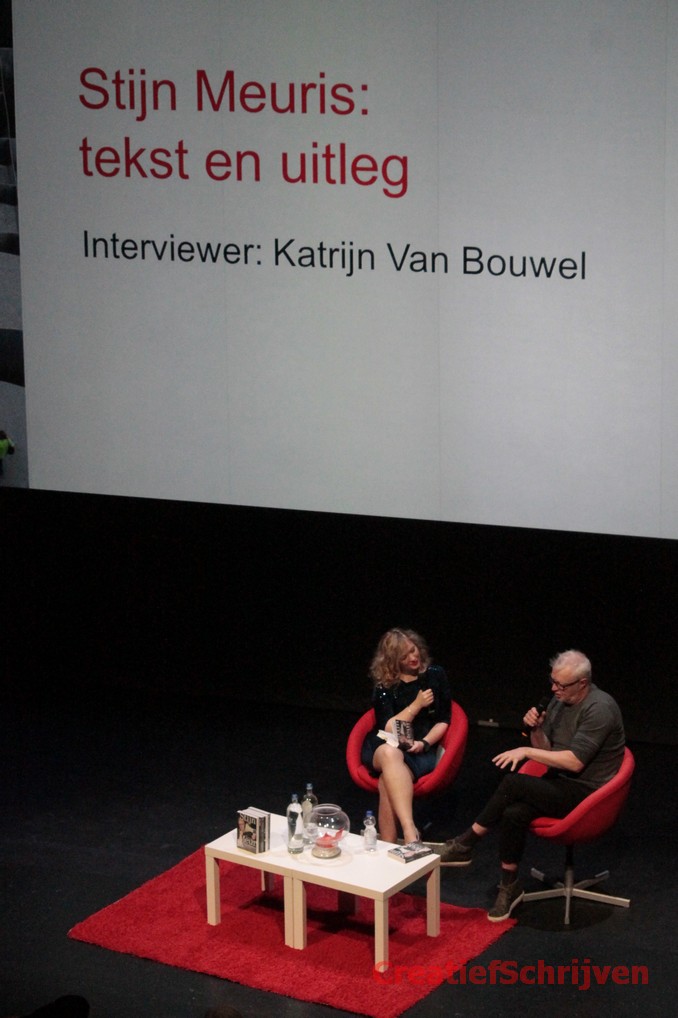 Stijn Meuris:
tekst en uitleg
Interviewer: Katrijn Van Bouwel
CreatiefSchrijven